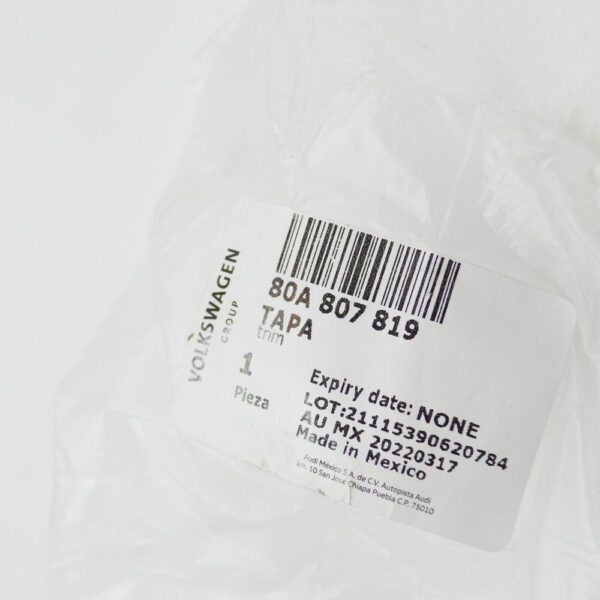 VOLKSWAGEN
GROUP
80A 807 819
TAPA
trim
1
Pieza
Expiry date: NONE
LOT:21115390620784
AU MX 20220317
Made in Mexico
Audi México S.A. de C.V. Autopista Audi
km. 10 San José Chiapa Puebla C.P. 75010